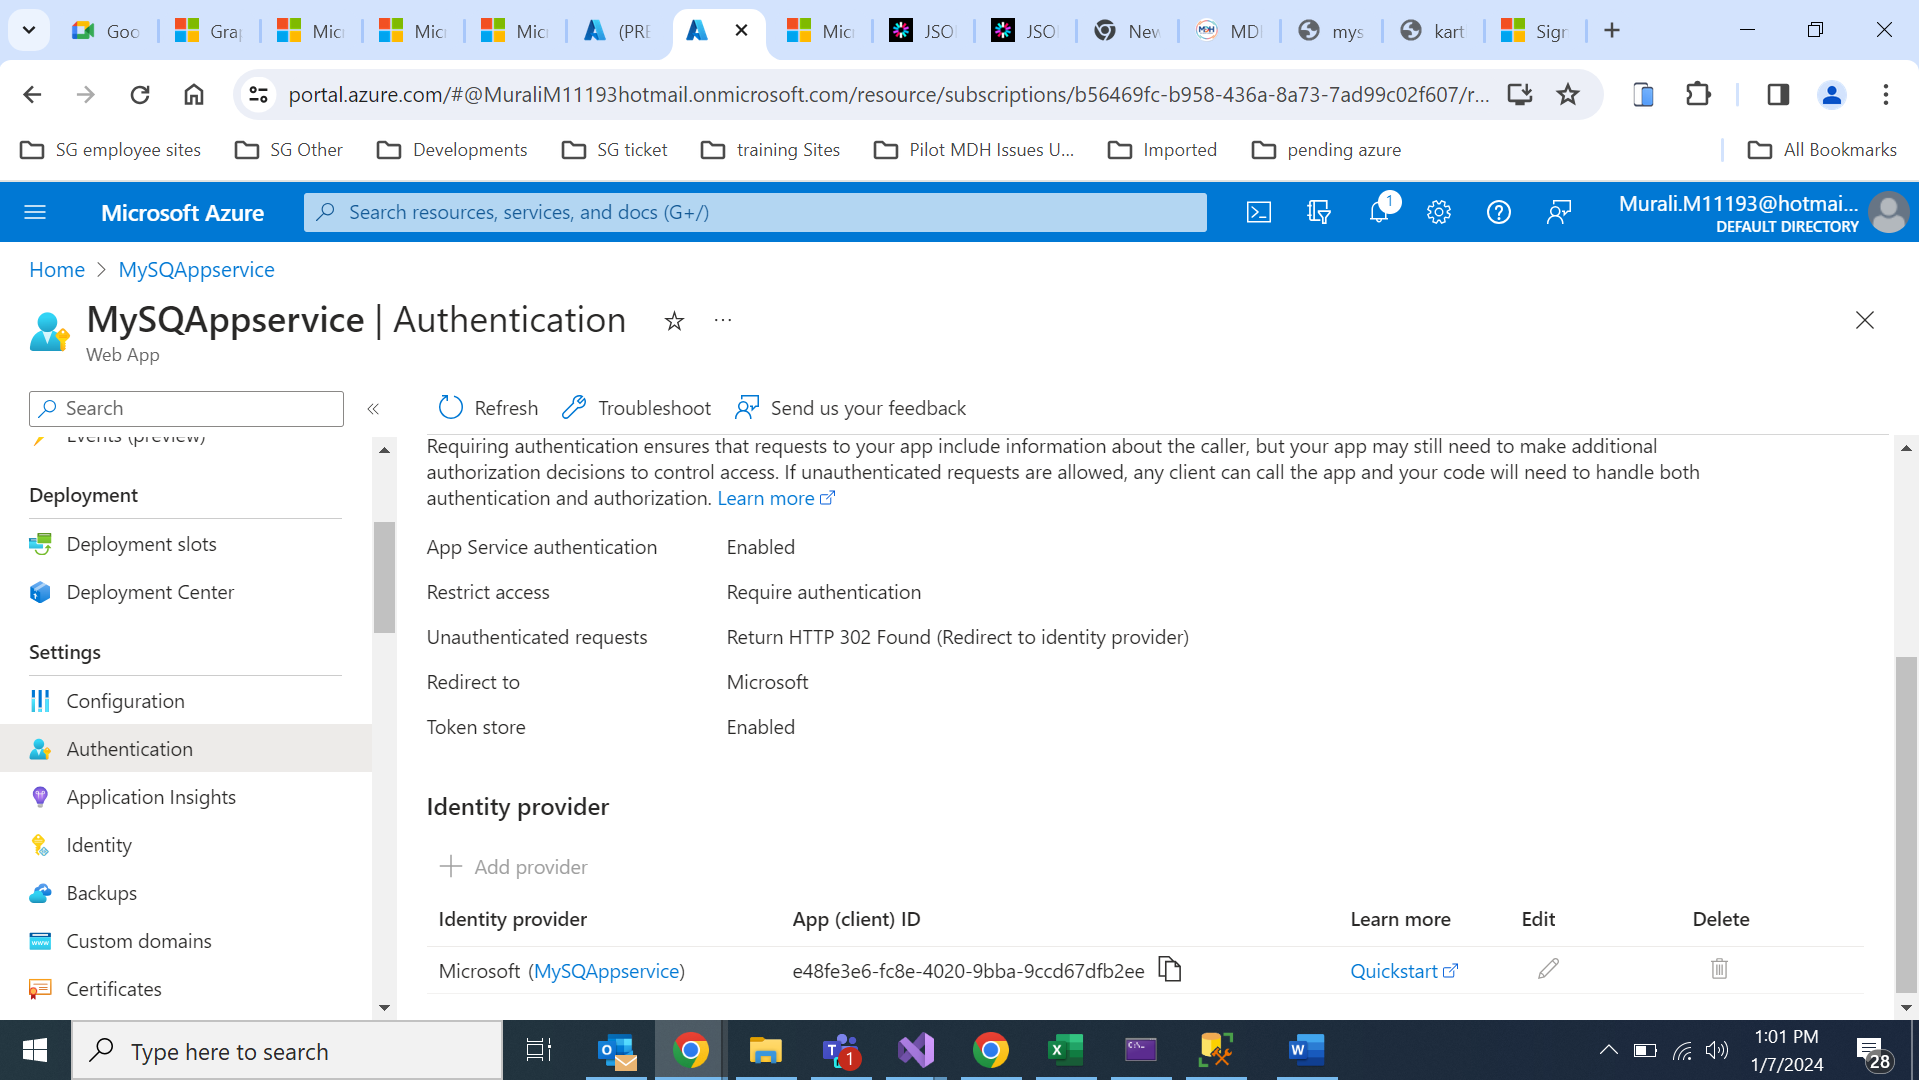 Goo
Gra
Mic
Mic
Mic
(PRE
Mic
JSO
JSO
New
MDH
mys
kart
Sign
portal.azure.com/#@MuraliM11193hotmail.onmicrosoft.com/resource/subscriptions/b56469fc-b958-436a-8a73-7ad99c02f607/r...
SG employee sites
SG Other
Developments
SG ticket
training Sites
Pilot MDH Issues U...
Imported
pending azure
All Bookmarks
Microsoft Azure
Search resources, services, and docs (G+/)
1
Murali.M11193@hotmai...
DEFAULT DIRECTORY
Home > MySQAppservice
MySQAppservice | Authentication
Web App
Search
Refresh
Troubleshoot
Send us your feedback
Events (preview)
Deployment
Deployment slots
Deployment Center
Settings
Configuration
Authentication
Application Insights
Identity
Backups
Custom domains
Certificates
Requiring authentication ensures that requests to your app include information about the caller, but your app may still need to make additional
authorization decisions to control access. If unauthenticated requests are allowed, any client can call the app and your code will need to handle both
authentication and authorization. Learn more
App Service authentication Enabled
Restrict access Require authentication
Unauthenticated requests Return HTTP 302 Found (Redirect to identity provider)
Redirect to Microsoft
Token store Enabled
Identity provider
Add provider
Identity provider App (client) ID Learn more Edit Delete
Microsoft (MySQAppservice) e48fe3e6-fc8e-4020-9bba-9ccd67dfb2ee Quickstart
Type here to search
1
1:01 PM
1/7/2024
28